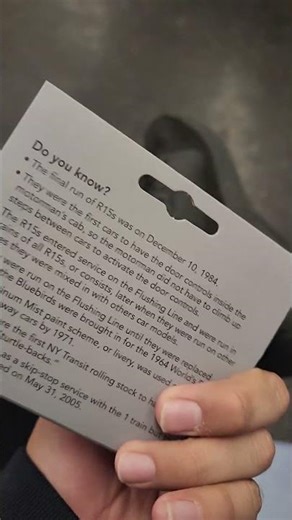 Do you know?
• The final run of R15s was on December 10, 1984.
• They were the first cars to have the door controls inside the
motorman's cab, so the motorman did not have to climb up
steps between cars to activate the door controls.
The R15s entered service on the Flushing Line and were run in
of all R15s, or consists later when they were run on other
they were mixed in with others car models.
were run on the Flushing Line until they were replaced
the Bluebirds were brought in for the 1964 World's
Mist paint scheme, or livery, was used
way cars by 1971.
the first NY Transit rolling stock to
turtle-backs."
as a skip-stop service with the 1 train
on May 31, 2005.